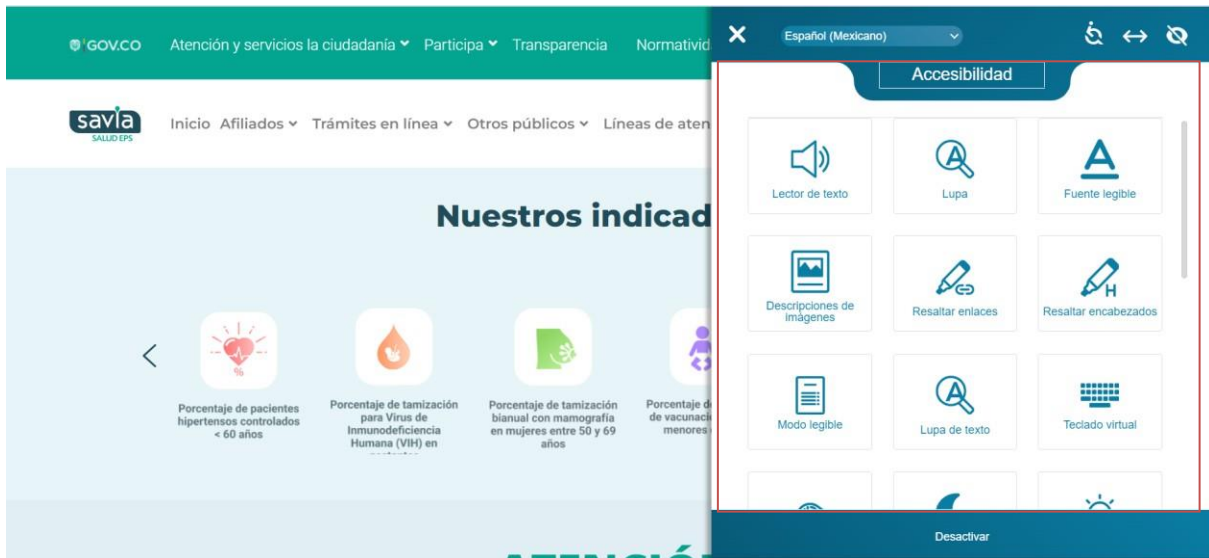 GOV.CO Atención y servicios la ciudadanía Participa Transparencia
Español (Mexicano)
savia
SALUD EPS
Inicio Afiliados Trámites en línea Otros públicos Líneas de
Nuestros
Porcentaje de pacientes
hipertensos controlados
< 60 años
Porcentaje de tamización
para Virus de
Inmunodeficiencia
Humana (VIH) en
Porcentaje de tamización
bianual con mamografía
en mujeres entre 50 y 69
años
Porcentaje
de
menores
Accesibilidad
Lector de texto
Lupa
Fuente legible
Descripciones de
imágenes
Resaltar enlaces
Resaltar encabezados
Modo legible
Lupa de texto
Teclado virtual
Desactivar